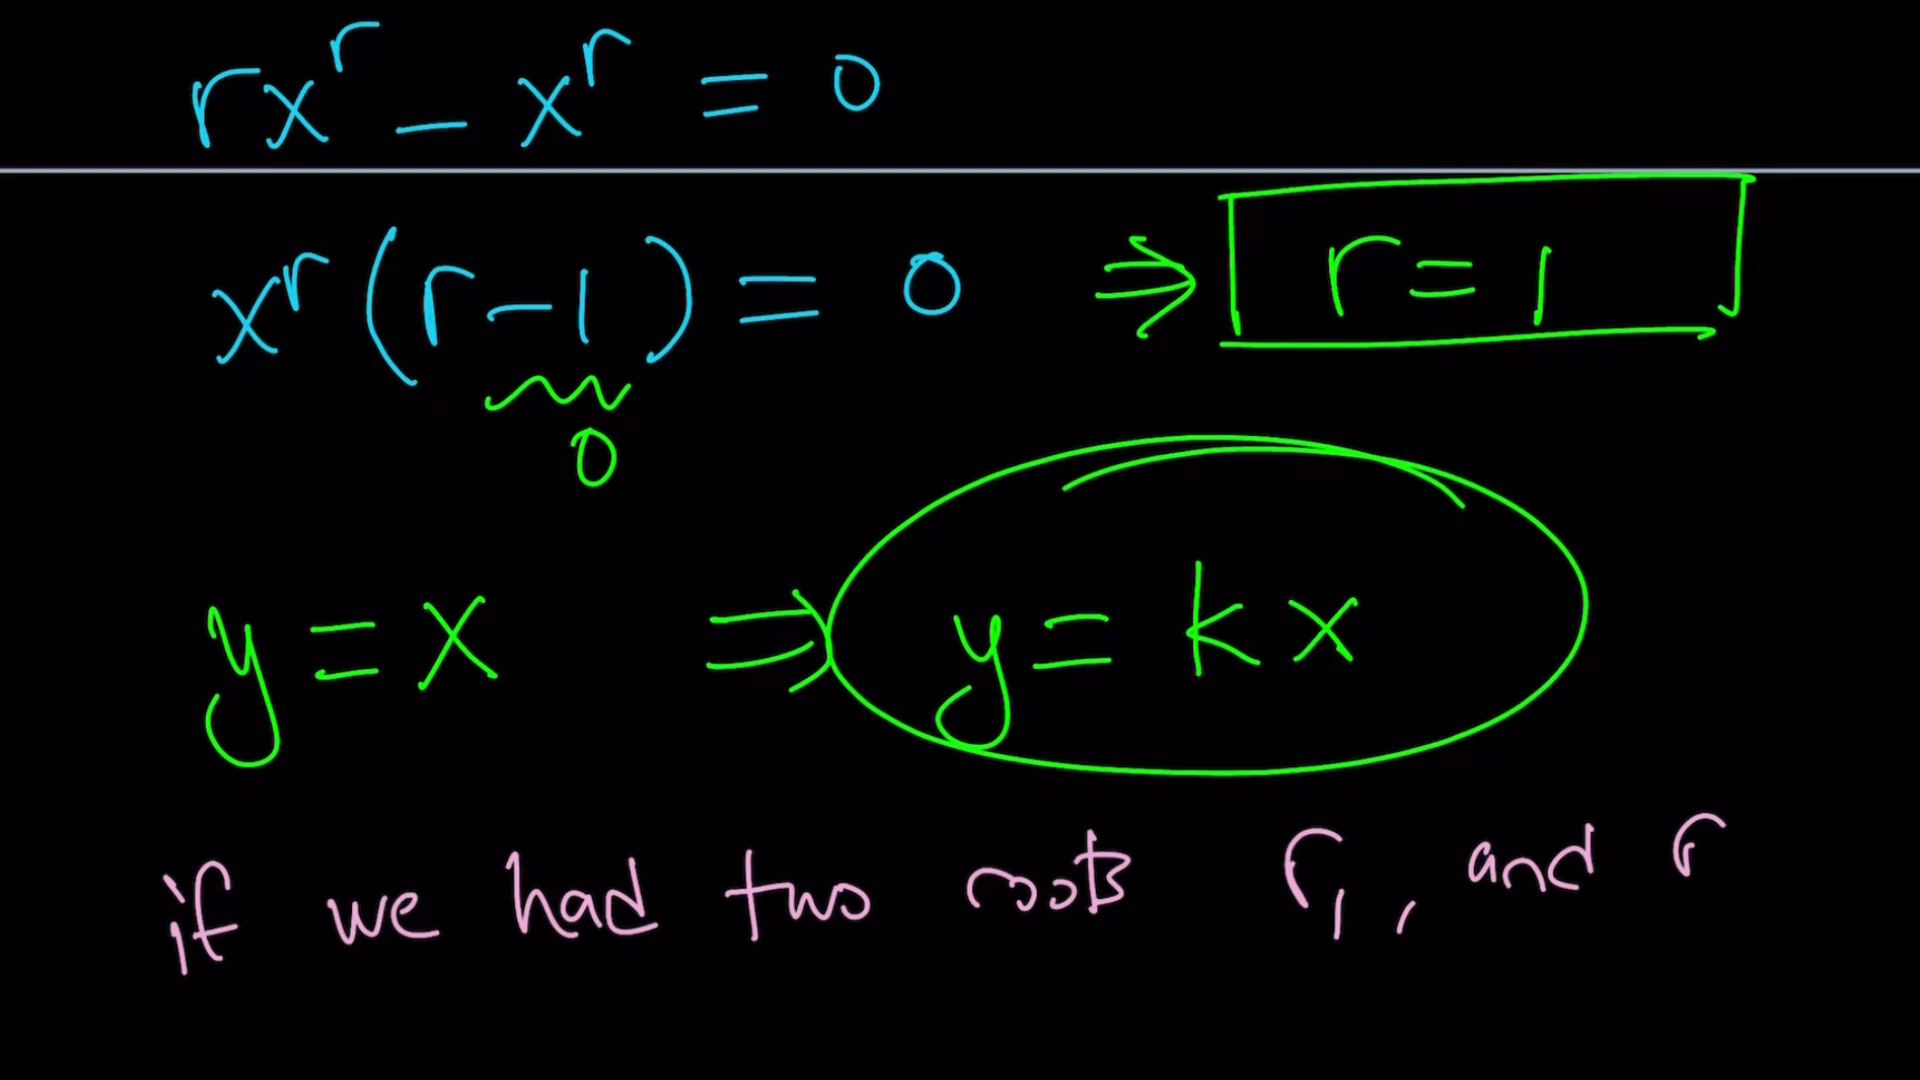 rx^r - x^r = 0
x^r (r - 1) = 0 ⇒ r = 1
0
y = x ⇒ y = kx
if we had two roots r₁, and r